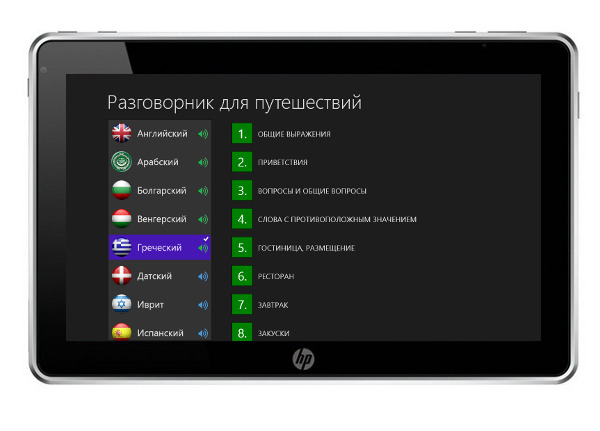 Разговорник для путешествий
Английский
Арабский
Болгарский
Венгерский
Греческий
Датский
Иврит
Испанский
1. ОБЩИЕ ВЫРАЖЕНИЯ
2. ПРИВЕТСТВИЯ
3. ВОПРОСЫ И ОБЩИЕ ВОПРОСЫ
4. СЛОВА С ПРОТИВОПОЛОЖНЫМ ЗНАЧЕНИЕМ
5. ГОСТИНИЦА, РАЗМЕЩЕНИЕ
6. РЕСТОРАН
7. ЗАВТРАК
8. ЗАКУСКИ
hp